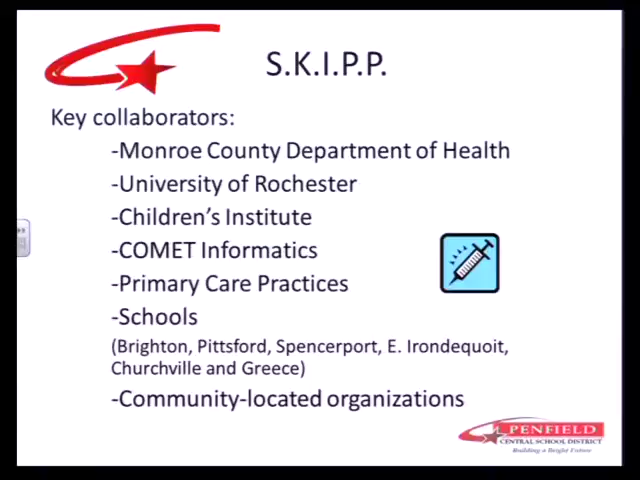 S.K.I.P.P.
Key collaborators:
-Monroe County Department of Health
-University of Rochester
-Children's Institute
-COMET Informatics
-Primary Care Practices
-Schools
(Brighton, Pittsford, Spencerport, E. Irondequoit,
Churchville and Greece)
-Community-located organizations
PENFIELD
CENTRAL SCHOOL DISTRICT
Building a Bright Future